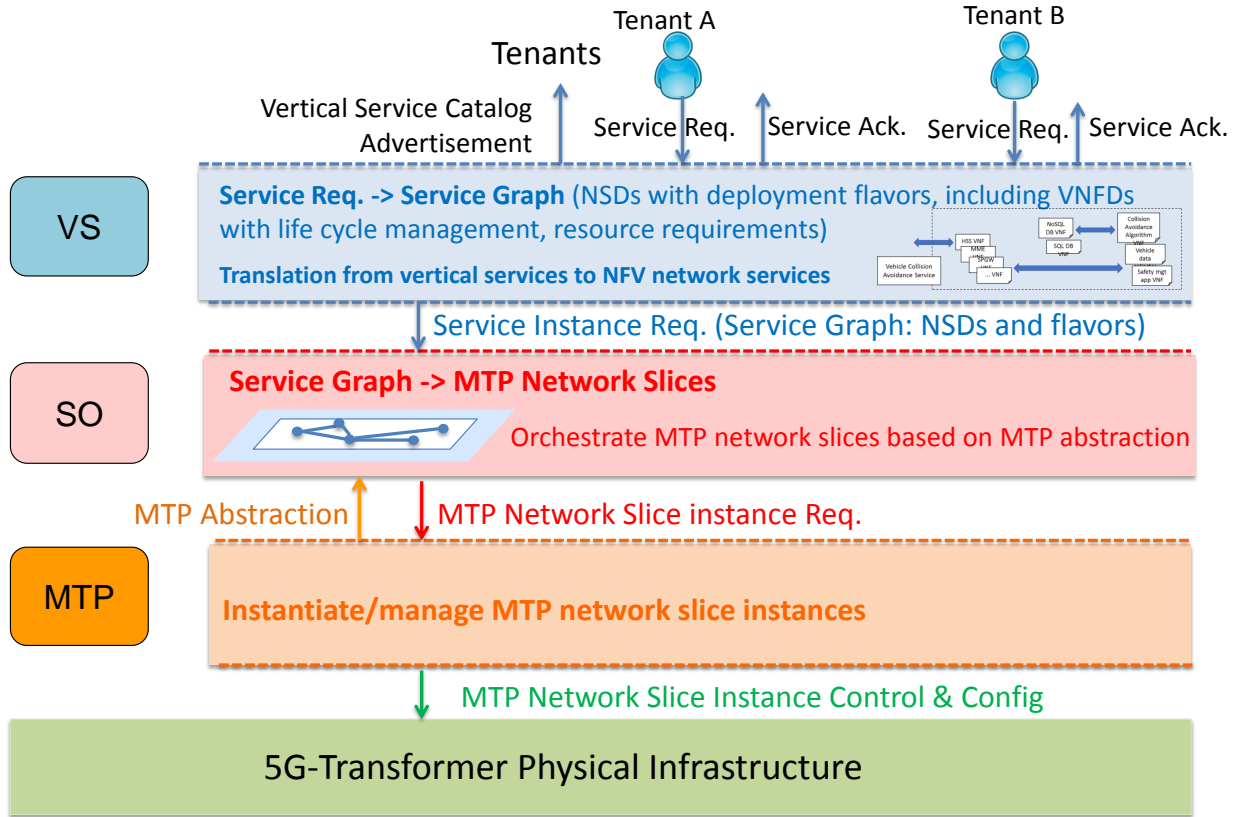 Tenant A
Tenant B
Tenants
Vertical Service Catalog
Advertisement
Service Req.
Service Ack.
Service Req.
Service Ack.
VS
Service Req. -> Service Graph (NSDs with deployment flavors, including VNFDs
with life cycle management, resource requirements)
Translation from vertical services to NFV network services
Vehicle Collision
Avoidance Service
HSS VNF
MME
VNF
SPGW
VNF
... VNF
NoSQL
DB VNF
SQL DB
VNF
Collision
Avoidance
Algorithm
VNF
Vehicle
data
Safety mgt
app VNF
Service Instance Req. (Service Graph: NSDs and flavors)
SO
Service Graph -> MTP Network Slices
Orchestrate MTP network slices based on MTP abstraction
MTP Abstraction
MTP Network Slice instance Req.
MTP
Instantiate/manage MTP network slice instances
MTP Network Slice Instance Control & Config
5G-Transformer Physical Infrastructure